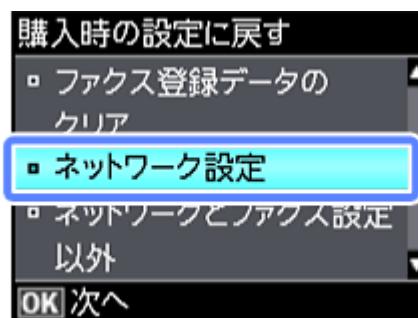 購入時の設定に戻す
▫ ファクス登録データの
クリア
▫ ネットワーク設定
▫ ネットワークとファクス設定
以外
OK 次へ